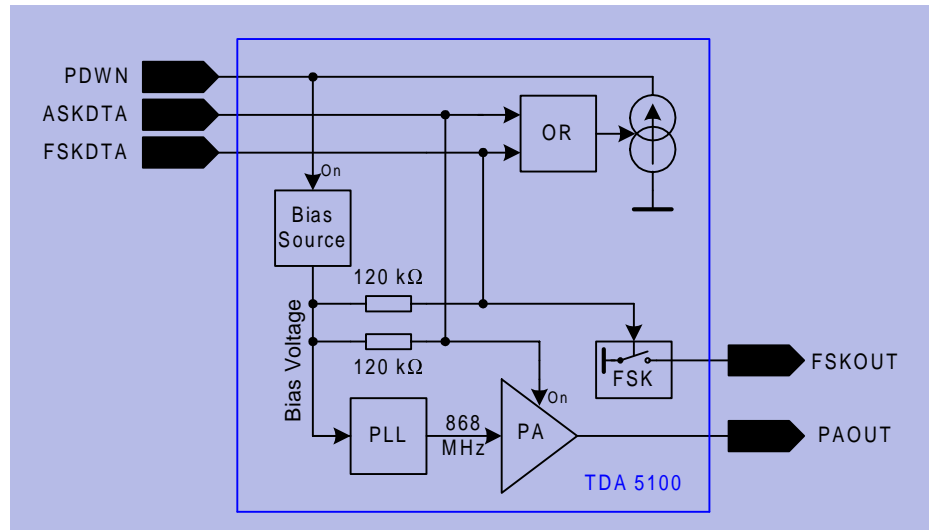 PDWN
ASKDTA
FSKDTA
OR
On
Bias
Source
120 kΩ
Bias Voltage
120 kΩ
FSK
FSKOUT
On
PLL
868
MHz
PA
PAOUT
TDA 5100